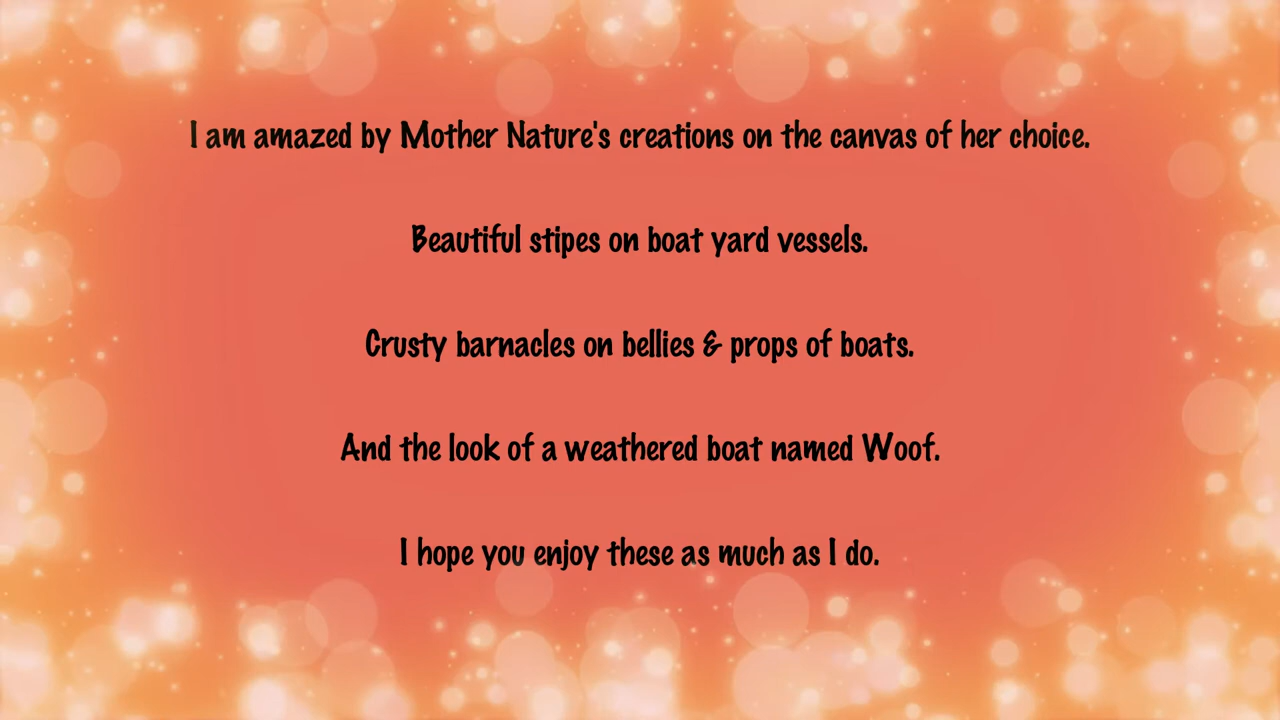 I am amazed by Mother Nature's creations on the canvas of her choice.
Beautiful stipes on boat yard vessels.
Crusty barnacles on bellies & props of boats.
And the look of a weathered boat named Woof.
I hope you enjoy these as much as I do.